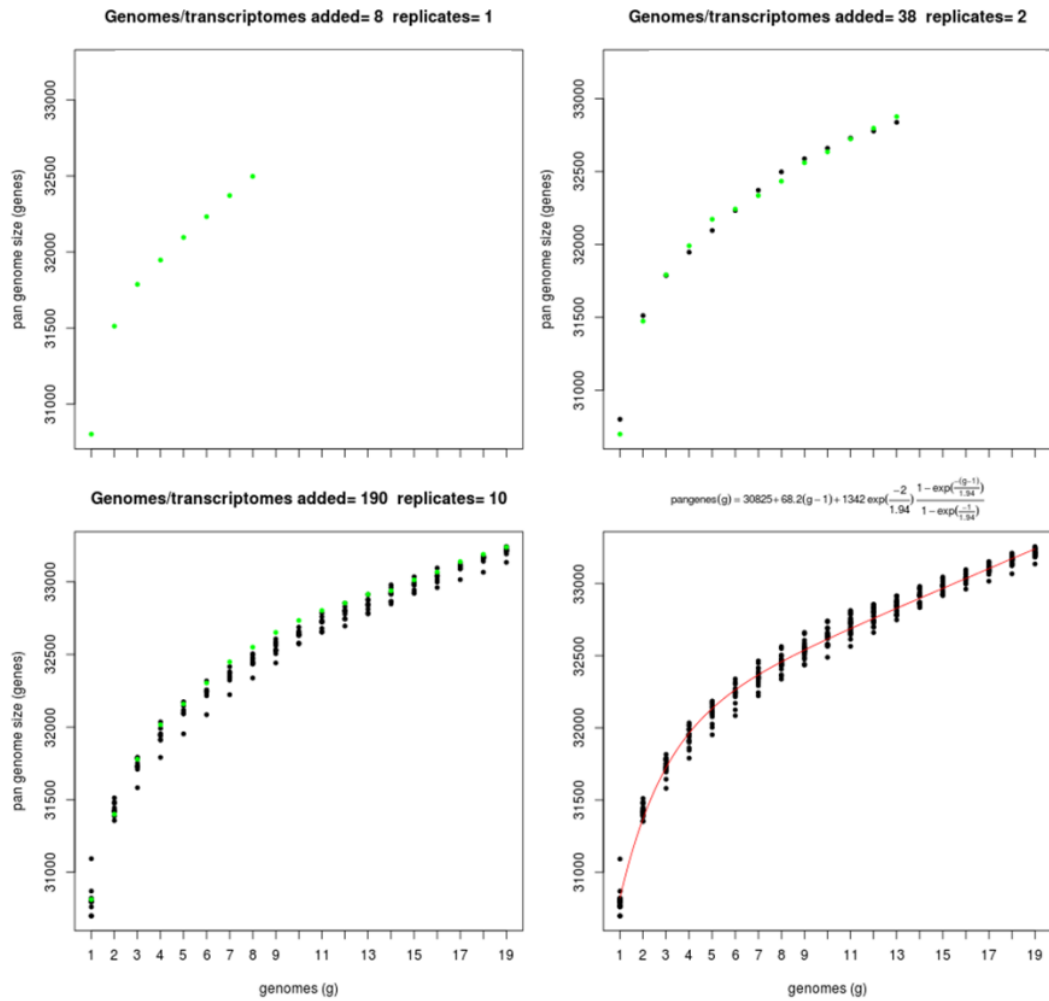 Genomes/transcriptomes added= 8 replicates= 1
pan genome size (genes)
33000
32500
32000
31500
31000
Genomes/transcriptomes added= 38 replicates= 2
pan genome size (genes)
33000
32500
32000
31500
31000
Genomes/transcriptomes added= 190 replicates= 10
pan genome size (genes)
33000
32500
32000
31500
31000
1 2 3 4 5 6 7 8 9 11 13 15 17 19
genomes (g)
pangenes(g) = 30825+68.2(g−1)+1342 exp(−2/1.94) 1−exp(−(g−1)/1.94)/1−exp(−1/1.94)
33000
32500
32000
31500
31000
1 2 3 4 5 6 7 8 9 11 13 15 17 19
genomes (g)